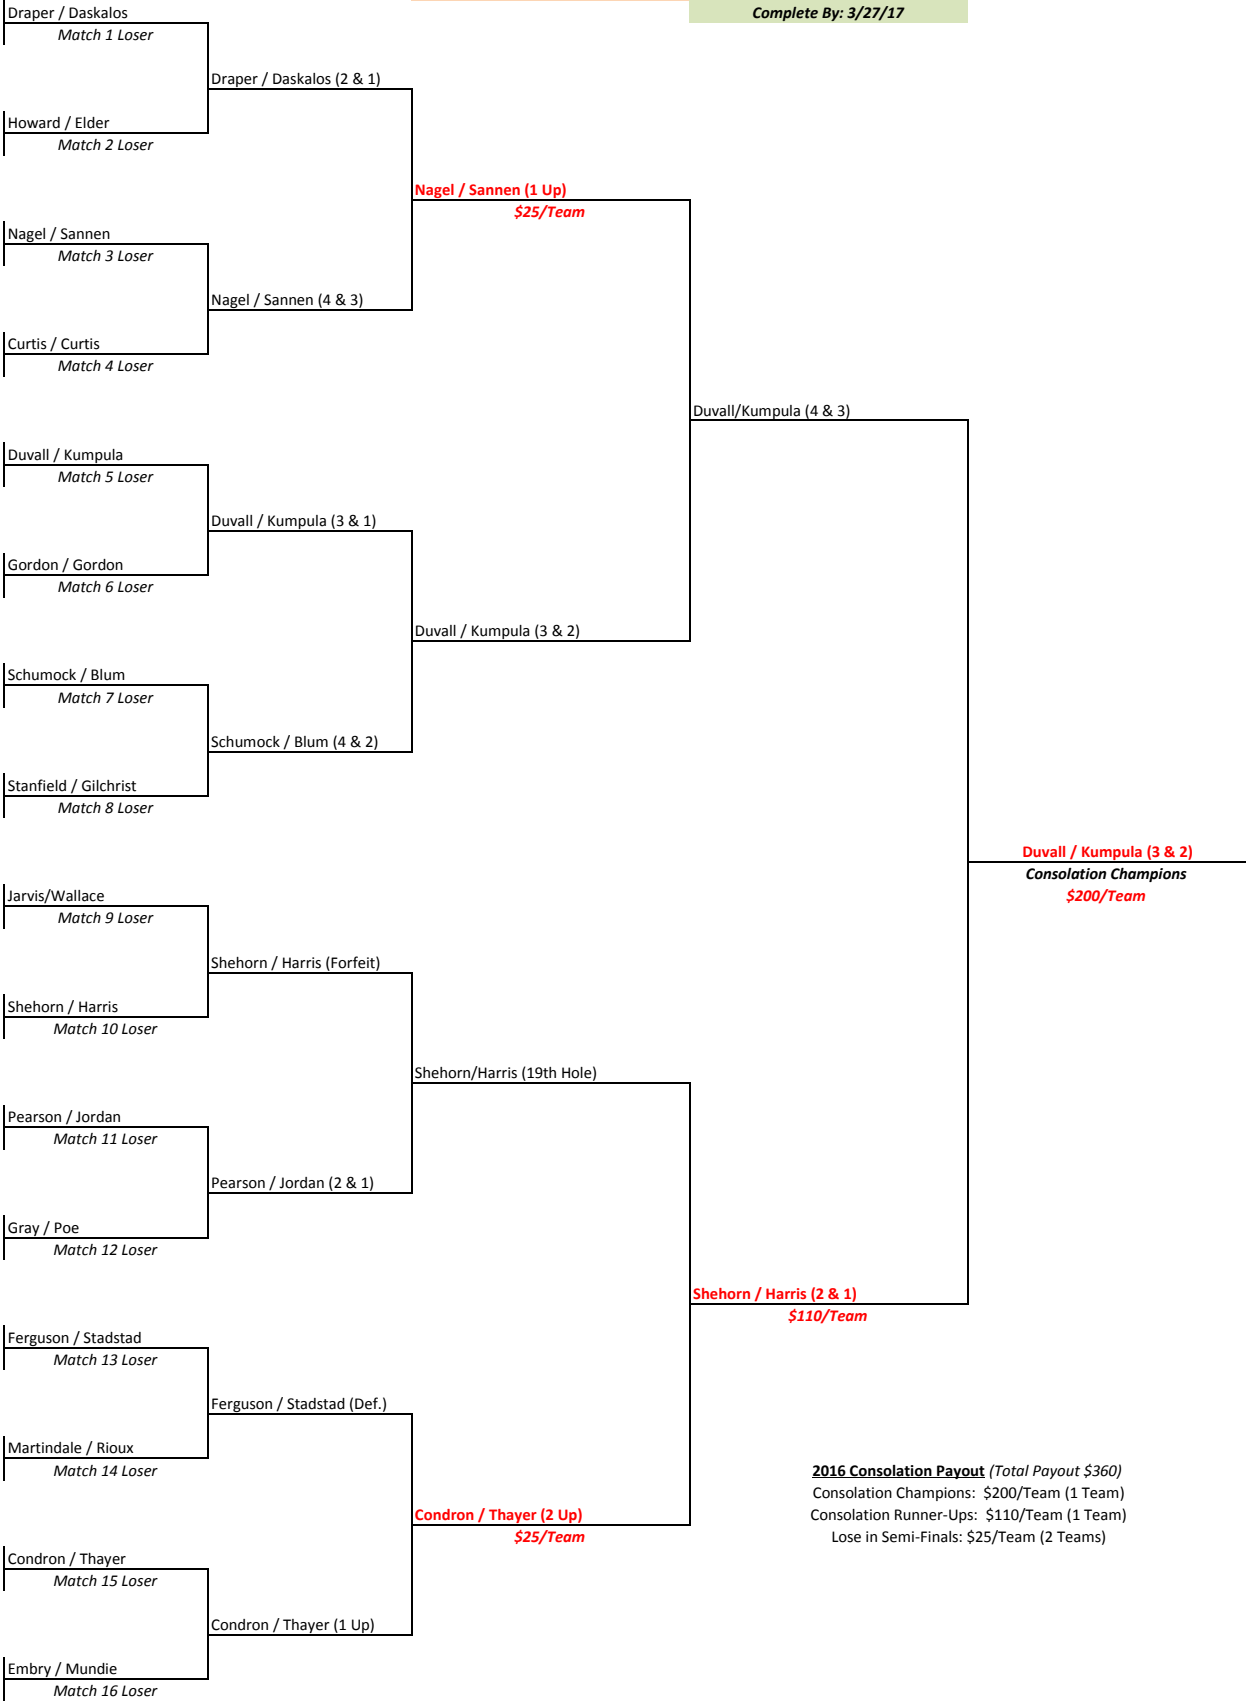 Draper / Daskalos
Complete By: 3/27/17
Match 1 Loser
Draper / Daskalos (2 & 1)
Howard / Elder
Match 2 Loser
Nagel / Sannen (1 Up)
$25/Team
Nagel / Sannen
Match 3 Loser
Nagel / Sannen (4 & 3)
Curtis / Curtis
Match 4 Loser
Duvall/Kumpula (4 & 3)
Duvall / Kumpula
Match 5 Loser
Duvall / Kumpula (3 & 1)
Gordon / Gordon
Match 6 Loser
Duvall / Kumpula (3 & 2)
Schumock / Blum
Match 7 Loser
Schumock / Blum (4 & 2)
Stanfield / Gilchrist
Match 8 Loser
Duvall / Kumpula (3 & 2)
Consolation Champions
$200/Team
Jarvis/Wallace
Match 9 Loser
Shehorn / Harris (Forfeit)
Shehorn / Harris
Match 10 Loser
Shehorn/Harris (19th Hole)
Pearson / Jordan
Match 11 Loser
Pearson / Jordan (2 & 1)
Gray / Poe
Match 12 Loser
Shehorn / Harris (2 & 1)
$110/Team
Ferguson / Stadstad
Match 13 Loser
Ferguson / Stadstad (Def.)
Martindale / Rioux
Match 14 Loser
2016 Consolation Payout (Total Payout $360)
Consolation Champions: $200/Team (1 Team)
Consolation Runner-Ups: $110/Team (1 Team)
Lose in Semi-Finals: $25/Team (2 Teams)
Condron / Thayer (2 Up)
$25/Team
Condron / Thayer
Match 15 Loser
Condron / Thayer (1 Up)
Embry / Mundie
Match 16 Loser